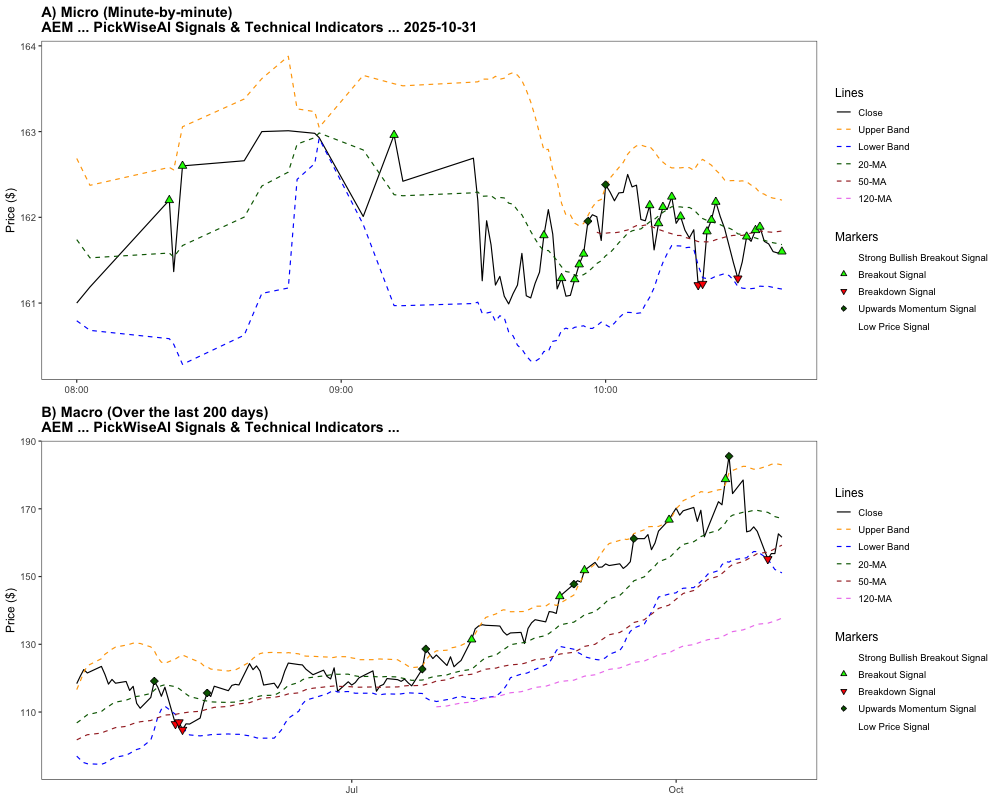 A) Micro (Minute-by-minute)
AEM ... PickWiseAI Signals & Technical Indicators ... 2025-10-31
164
163
162
161
Price ($)
08:00
09:00
10:00
Lines
Close
Upper Band
Lower Band
20-MA
50-MA
120-MA
Markers
Strong Bullish Breakout Signal
Breakout Signal
Breakdown Signal
Upwards Momentum Signal
Low Price Signal
B) Macro (Over the last 200 days)
AEM ... PickWiseAI Signals & Technical Indicators ...
190
170
150
130
110
Price ($)
Jul
Oct
Lines
Close
Upper Band
Lower Band
20-MA
50-MA
120-MA
Markers
Strong Bullish Breakout Signal
Breakout Signal
Breakdown Signal
Upwards Momentum Signal
Low Price Signal